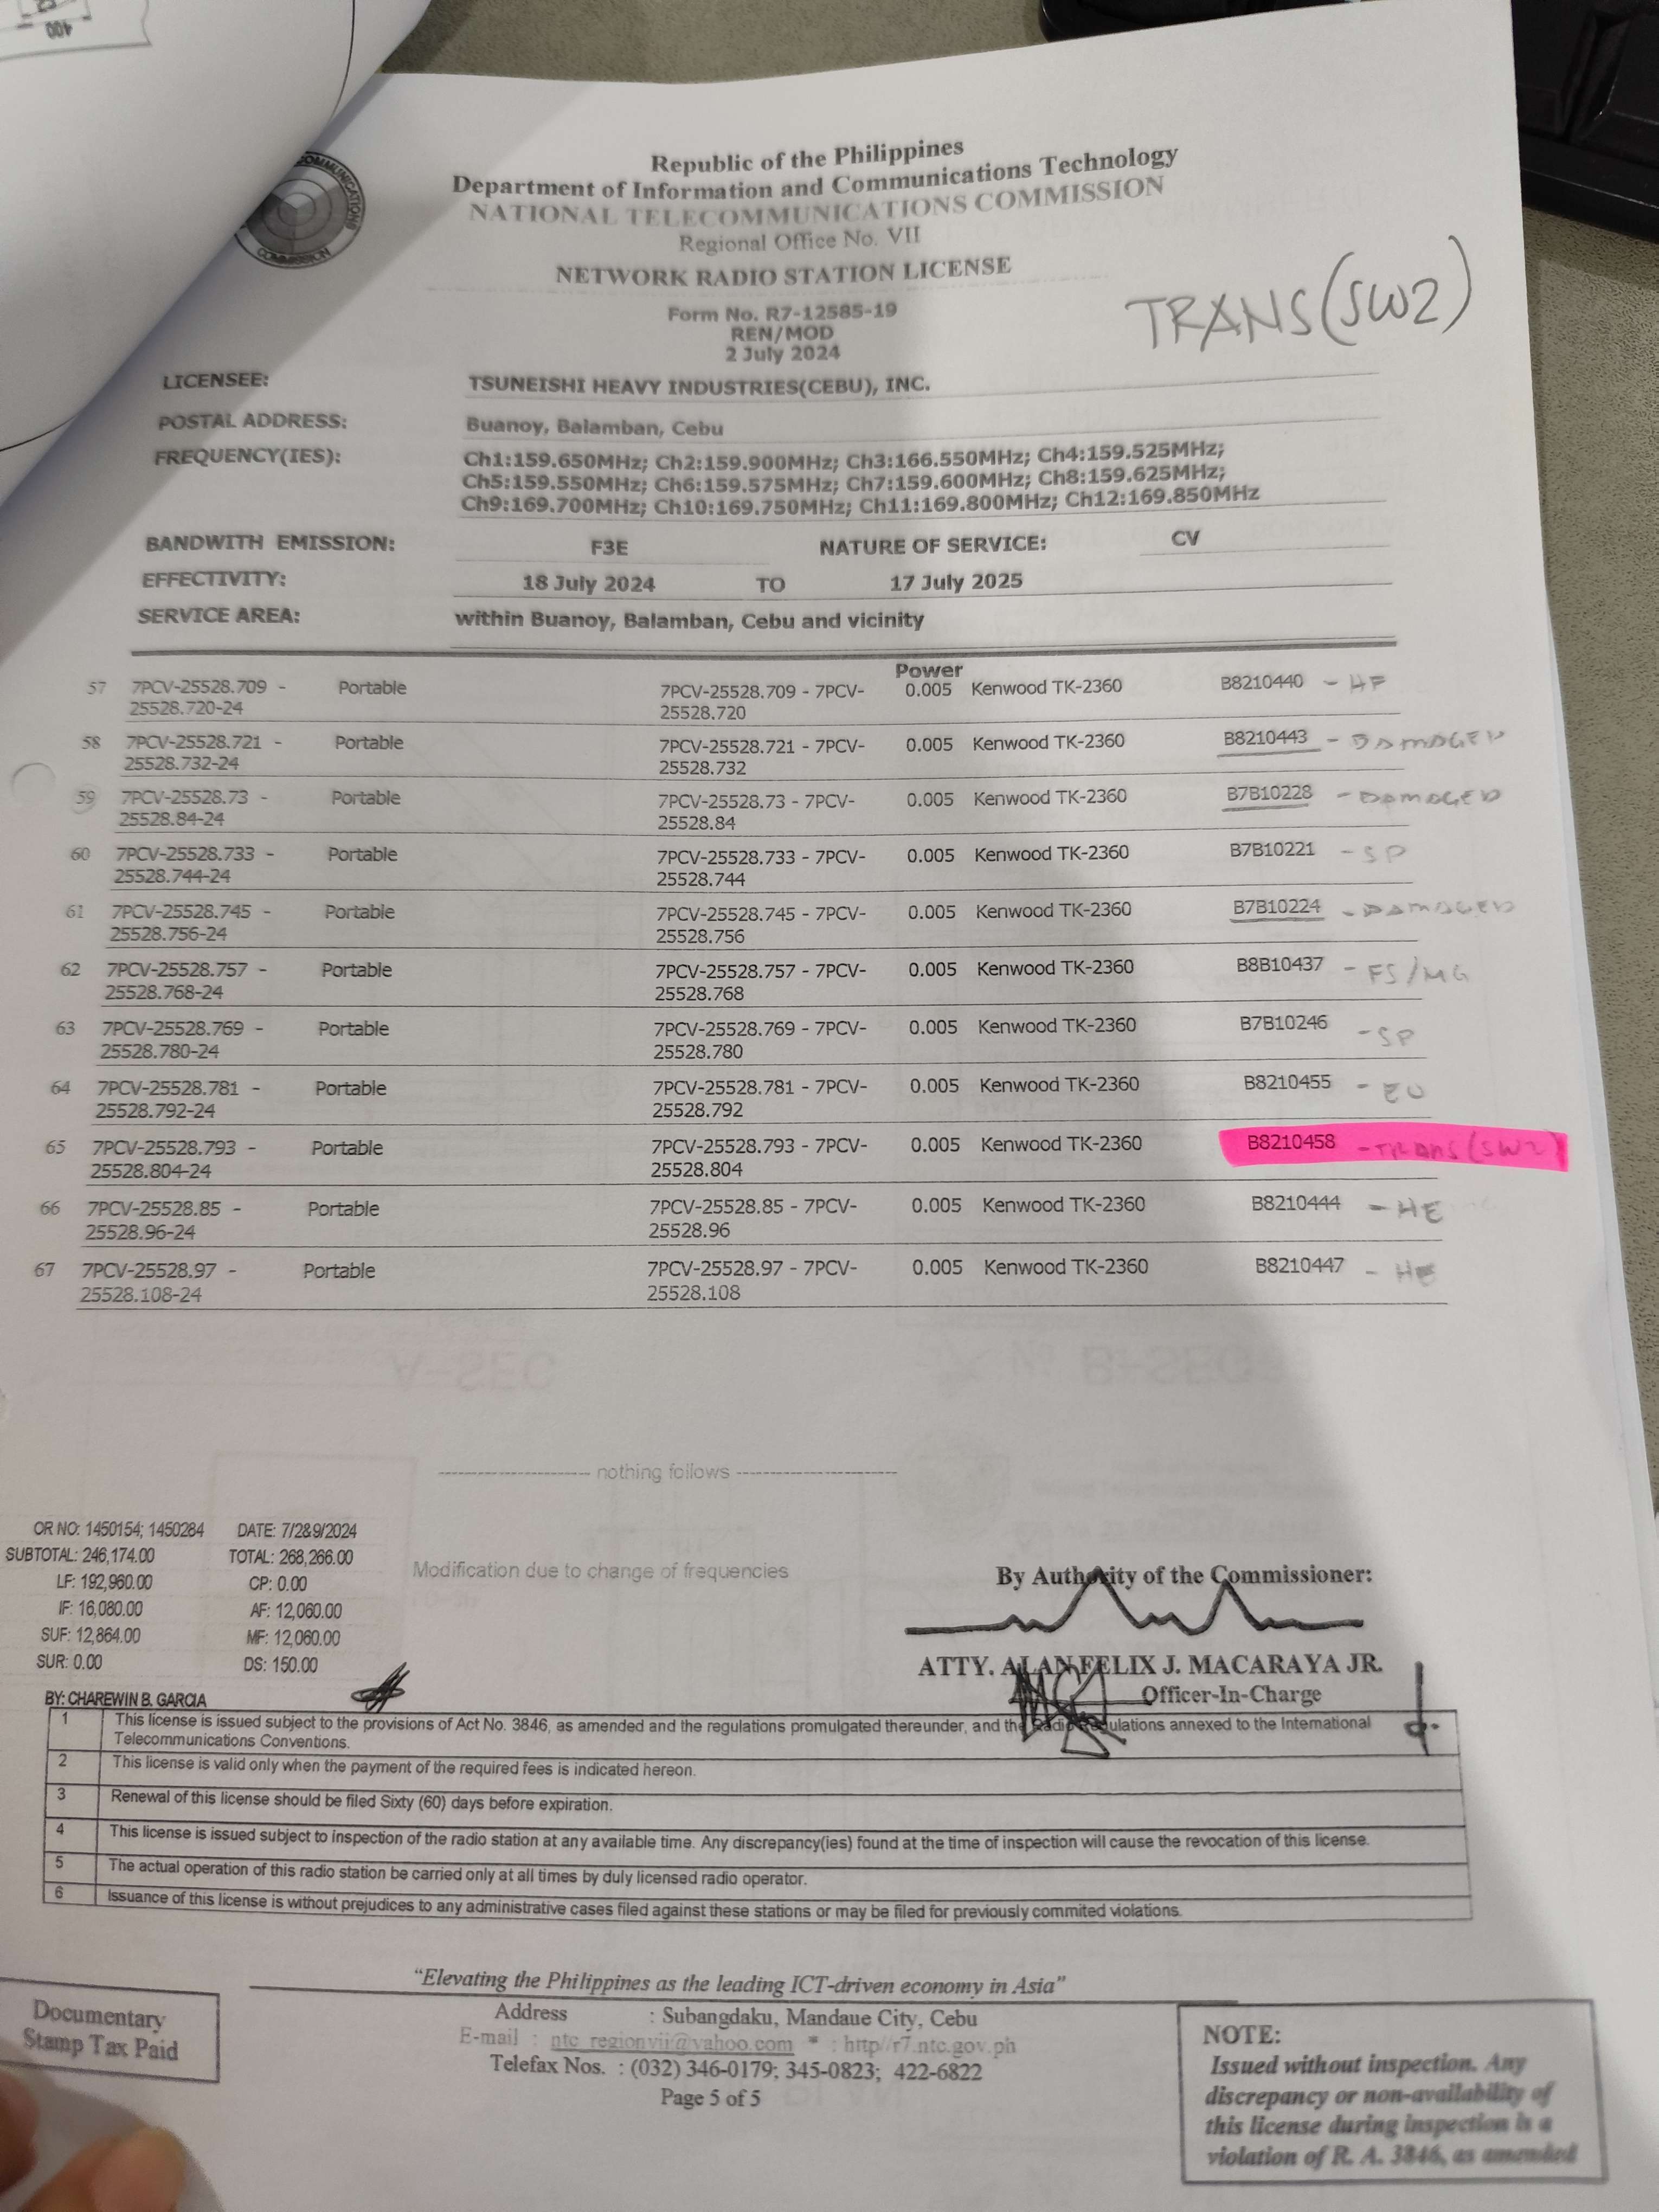 400
COMMUNICATIONS
COMMISSION
Republic of the Philippines
Department of Information and Communications Technology
NATIONAL TELECOMMUNICATIONS COMMISSION
Regional Office No. VII
NETWORK RADIO STATION LICENSE
Form No. R7-12585-19
REN/MOD
2 July 2024
TRANS(SW2)
LICENSEE: TSUNEISHI HEAVY INDUSTRIES(CEBU), INC.
POSTAL ADDRESS: Buanoy, Balamban, Cebu
FREQUENCY(IES): Ch1:159.650MHz; Ch2:159.900MHz; Ch3:166.550MHz; Ch4:159.525MHz;
Ch5:159.550MHz; Ch6:159.575MHz; Ch7:159.600MHz; Ch8:159.625MHz;
Ch9:169.700MHz; Ch10:169.750MHz; Ch11:169.800MHz; Ch12:169.850MHz
BANDWITH EMISSION: F3E NATURE OF SERVICE: CV
EFFECTIVITY: 18 July 2024 TO 17 July 2025
SERVICE AREA: within Buanoy, Balamban, Cebu and vicinity
Power
57 7PCV-25528.709 - Portable 7PCV-25528.709 - 7PCV- 0.005 Kenwood TK-2360 B8210440 - HF
25528.720-24 25528.720
58 7PCV-25528.721 - Portable 7PCV-25528.721 - 7PCV- 0.005 Kenwood TK-2360 B8210443 - DAMAGED
25528.732-24 25528.732
59 7PCV-25528.73 - Portable 7PCV-25528.73 - 7PCV- 0.005 Kenwood TK-2360 B7B10228 - DAMAGED
25528.84-24 25528.84
60 7PCV-25528.733 - Portable 7PCV-25528.733 - 7PCV- 0.005 Kenwood TK-2360 B7B10221 - SP
25528.744-24 25528.744
61 7PCV-25528.745 - Portable 7PCV-25528.745 - 7PCV- 0.005 Kenwood TK-2360 B7B10224 - DAMAGED
25528.756-24 25528.756
62 7PCV-25528.757 - Portable 7PCV-25528.757 - 7PCV- 0.005 Kenwood TK-2360 B8B10437 - FS/MG
25528.768-24 25528.768
63 7PCV-25528.769 - Portable 7PCV-25528.769 - 7PCV- 0.005 Kenwood TK-2360 B7B10246 - SP
25528.780-24 25528.780
64 7PCV-25528.781 - Portable 7PCV-25528.781 - 7PCV- 0.005 Kenwood TK-2360 B8210455 - EO
25528.792-24 25528.792
65 7PCV-25528.793 - Portable 7PCV-25528.793 - 7PCV- 0.005 Kenwood TK-2360 B8210458 - TRANS (SW2)
25528.804-24 25528.804
66 7PCV-25528.85 - Portable 7PCV-25528.85 - 7PCV- 0.005 Kenwood TK-2360 B8210444 - HE
25528.96-24 25528.96
67 7PCV-25528.97 - Portable 7PCV-25528.97 - 7PCV- 0.005 Kenwood TK-2360 B8210447 - HE
25528.108-24 25528.108
nothing follows
OR NO: 1450154; 1450284 DATE: 7/2&9/2024
SUBTOTAL: 246,174.00 TOTAL: 268,266.00
LF: 192,960.00 CP: 0.00
IF: 16,080.00 AF: 12,060.00
SUF: 12,864.00 MF: 12,060.00
SUR: 0.00 DS: 150.00
BY: CHAREWIN B. GARCIA
Modification due to change of frequencies
By Authority of the Commissioner:
ATTY. ALAN FELIX J. MACARAYA JR.
Officer-In-Charge
1 This license is issued subject to the provisions of Act No. 3846, as amended and the regulations promulgated thereunder, and the Radio Regulations annexed to the International
Telecommunications Conventions.
2 This license is valid only when the payment of the required fees is indicated hereon.
3 Renewal of this license should be filed Sixty (60) days before expiration.
4 This license is issued subject to inspection of the radio station at any available time. Any discrepancy(ies) found at the time of inspection will cause the revocation of this license.
5 The actual operation of this radio station be carried only at all times by duly licensed radio operator.
6 Issuance of this license is without prejudices to any administrative cases filed against these stations or may be filed for previously commited violations.
"Elevating the Philippines as the leading ICT-driven economy in Asia"
Address : Subangdaku, Mandaue City, Cebu
E-mail : ntc_regionvii@yahoo.com * : http//r7.ntc.gov.ph
Telefax Nos. : (032) 346-0179; 345-0823; 422-6822
Page 5 of 5
Documentary
Stamp Tax Paid
NOTE:
Issued without inspection. Any
discrepancy or non-availability of
this license during inspection is a
violation of R. A. 3846, as amended